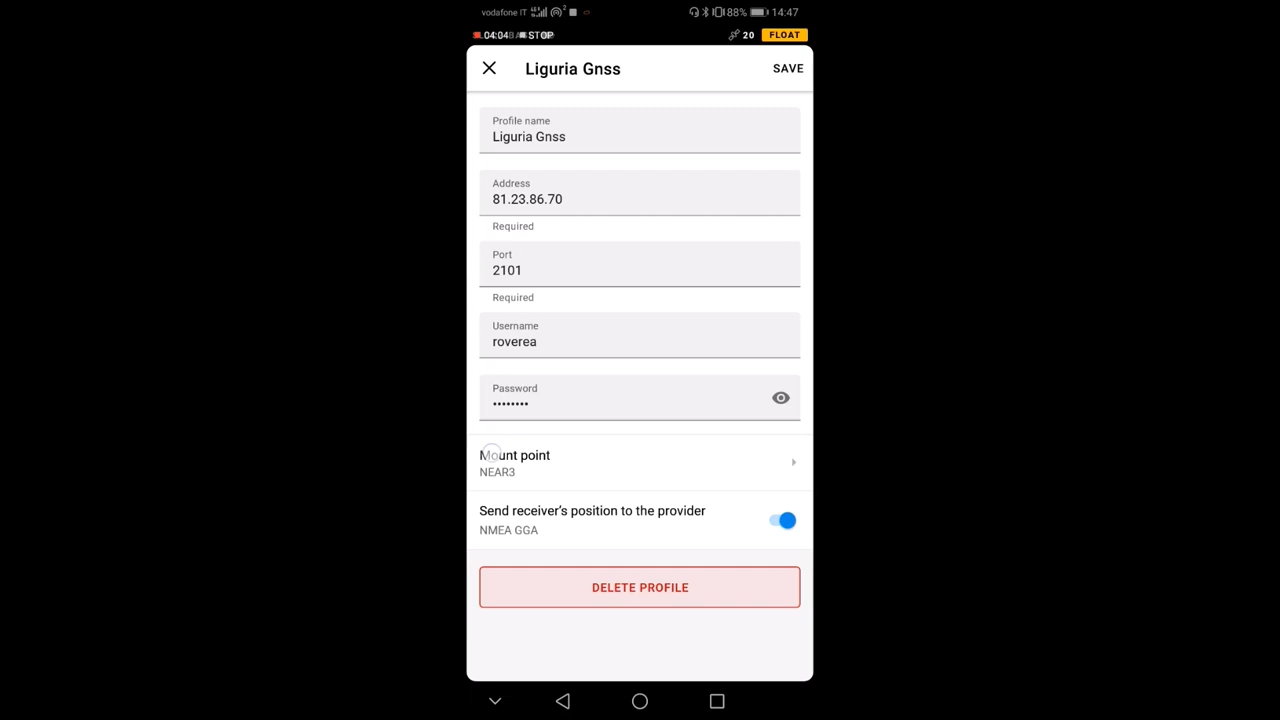 vodafone IT 88% 14:47
04:04 STOP 20 FLOAT
Liguria Gnss SAVE
Profile name
Liguria Gnss
Address
81.23.86.70
Required
Port
2101
Required
Username
roverea
Password
••••••••
Mount point
NEAR3
Send receiver's position to the provider
NMEA GGA
DELETE PROFILE